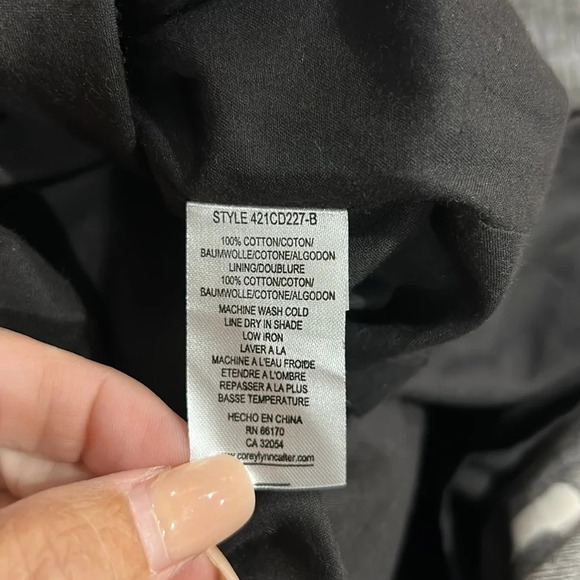 STYLE 421CD227-B
100% COTTON/COTON/
BAUMWOLLE/COTONE/ALGODON
LINING/DOUBLURE
100% COTTON/COTON/
BAUMWOLLE/COTONE/ALGODON
MACHINE WASH COLD
LINE DRY IN SHADE
LOW IRON
LAVER A LA
MACHINE A L'EAU FROIDE
ETENDRE A L'OMBRE
REPASSER A LA PLUS
BASSE TEMPERATURE
HECHO EN CHINA
RN 66170
CA 32054
.coreylynncalter.com